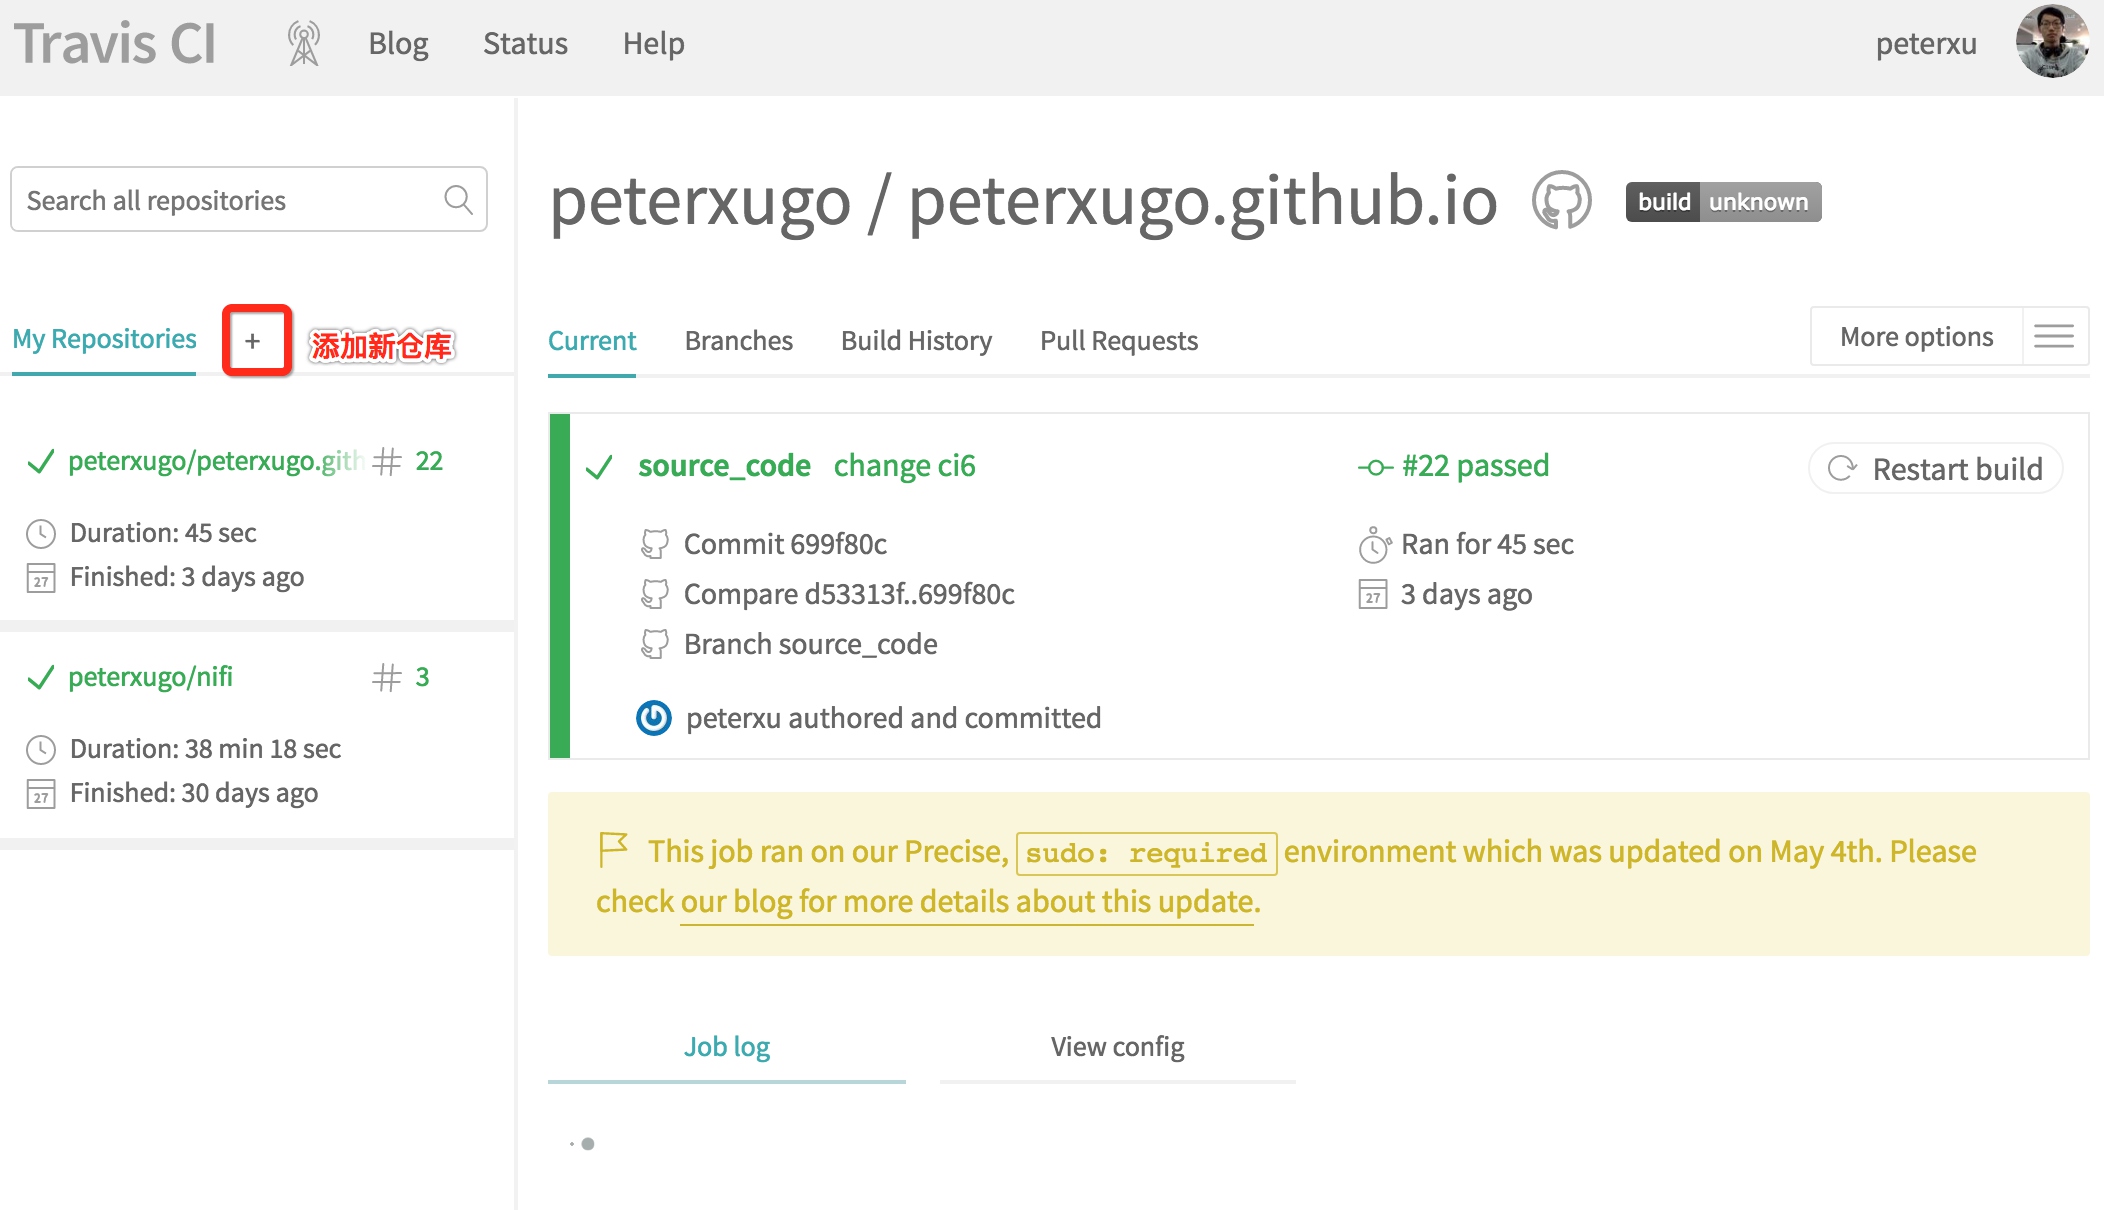 Travis CI
Blog
Status
Help
peterxu
Search all repositories
My Repositories
+
添加新仓库
peterxugo/peterxugo.gith
# 22
Duration: 45 sec
27 Finished: 3 days ago
peterxugo/nifi
# 3
Duration: 38 min 18 sec
27 Finished: 30 days ago
peterxugo / peterxugo.github.io
build unknown
Current
Branches
Build History
Pull Requests
More options
source_code change ci6
#22 passed
Restart build
Commit 699f80c
Ran for 45 sec
Compare d53313f..699f80c
27 3 days ago
Branch source_code
peterxu authored and committed
This job ran on our Precise, sudo: required environment which was updated on May 4th. Please
check our blog for more details about this update.
Job log
View config